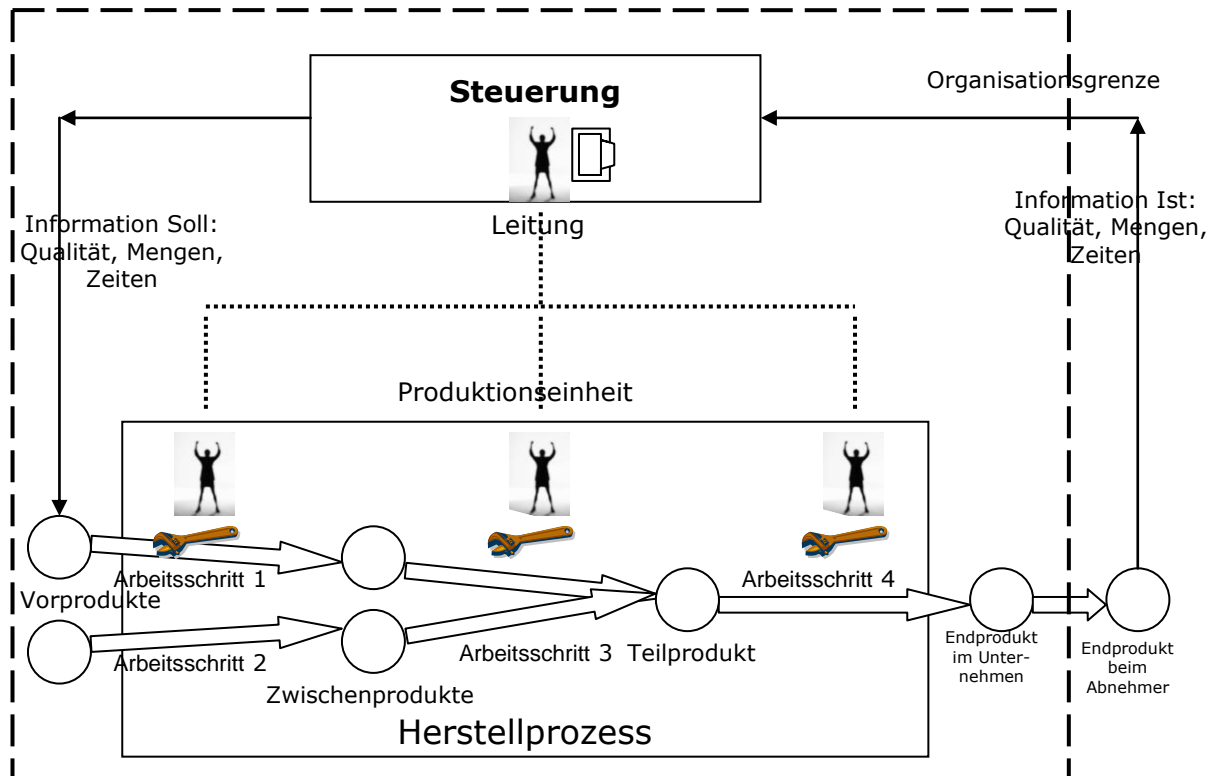 Steuerung
Organisationsgrenze
Leitung
Information Soll:
Qualität, Mengen,
Zeiten
Information Ist:
Qualität, Mengen,
Zeiten
Produktionseinheit
Arbeitsschritt 1
Arbeitsschritt 4
Vorprodukte
Arbeitsschritt 2
Arbeitsschritt 3
Teilprodukt
Zwischenprodukte
Endprodukt
im Unter-
nehmen
Endprodukt
beim
Abnehmer
Herstellprozess